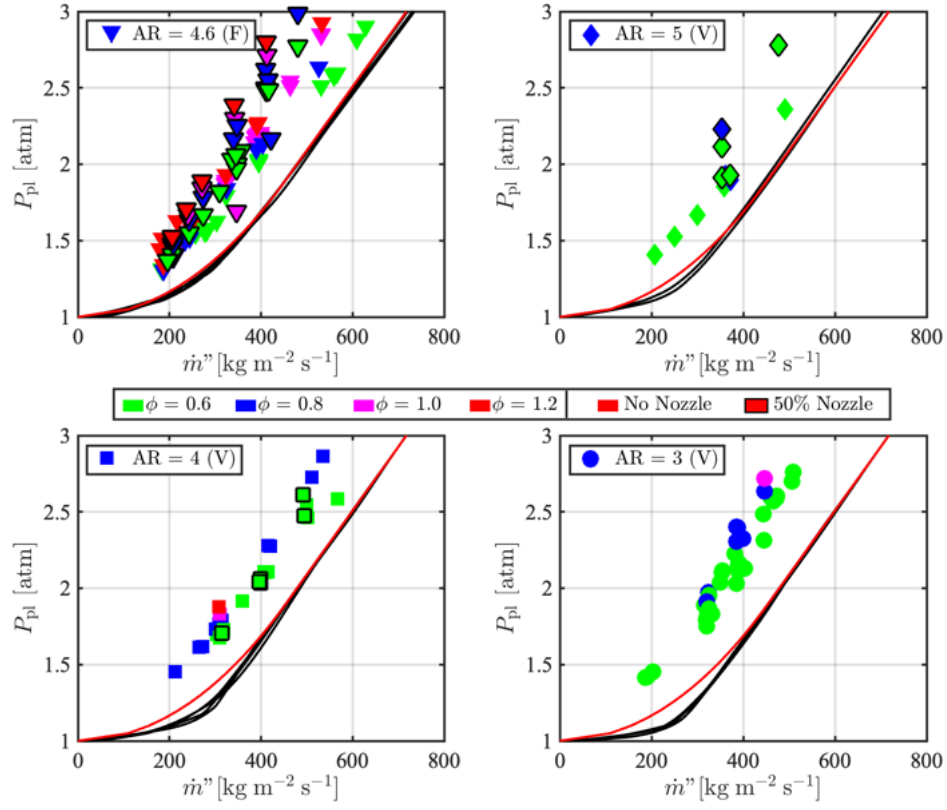 AR = 4.6 (F)
AR = 5 (V)
3
2.5
2
1.5
1
P_pl [atm]
0 200 400 600 800
ṁ" [kg m⁻² s⁻¹]
3
2.5
2
1.5
1
P_pl [atm]
0 200 400 600 800
ṁ" [kg m⁻² s⁻¹]
ϕ = 0.6 ϕ = 0.8 ϕ = 1.0 ϕ = 1.2 No Nozzle 50% Nozzle
AR = 4 (V)
AR = 3 (V)
3
2.5
2
1.5
1
P_pl [atm]
0 200 400 600 800
ṁ" [kg m⁻² s⁻¹]
3
2.5
2
1.5
1
P_pl [atm]
0 200 400 600 800
ṁ" [kg m⁻² s⁻¹]